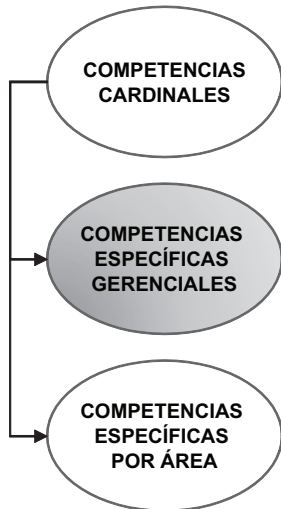 COMPETENCIAS
CARDINALES
COMPETENCIAS
ESPECÍFICAS
GERENCIALES
COMPETENCIAS
ESPECÍFICAS
POR ÁREA